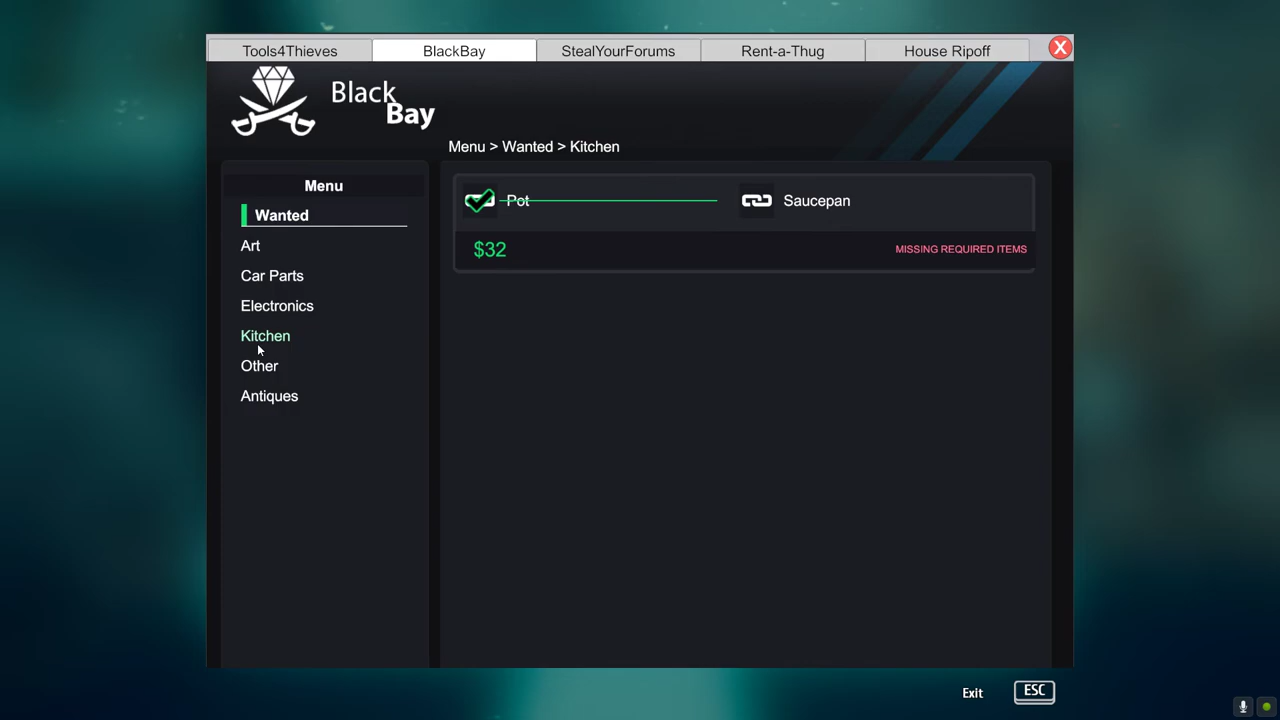 Tools4Thieves BlackBay StealYourForums Rent-a-Thug House Ripoff X
Black
Bay
Menu > Wanted > Kitchen
Menu
Wanted
Art
Car Parts
Electronics
Kitchen
Other
Antiques
Pot Saucepan
$32 MISSING REQUIRED ITEMS
Exit ESC